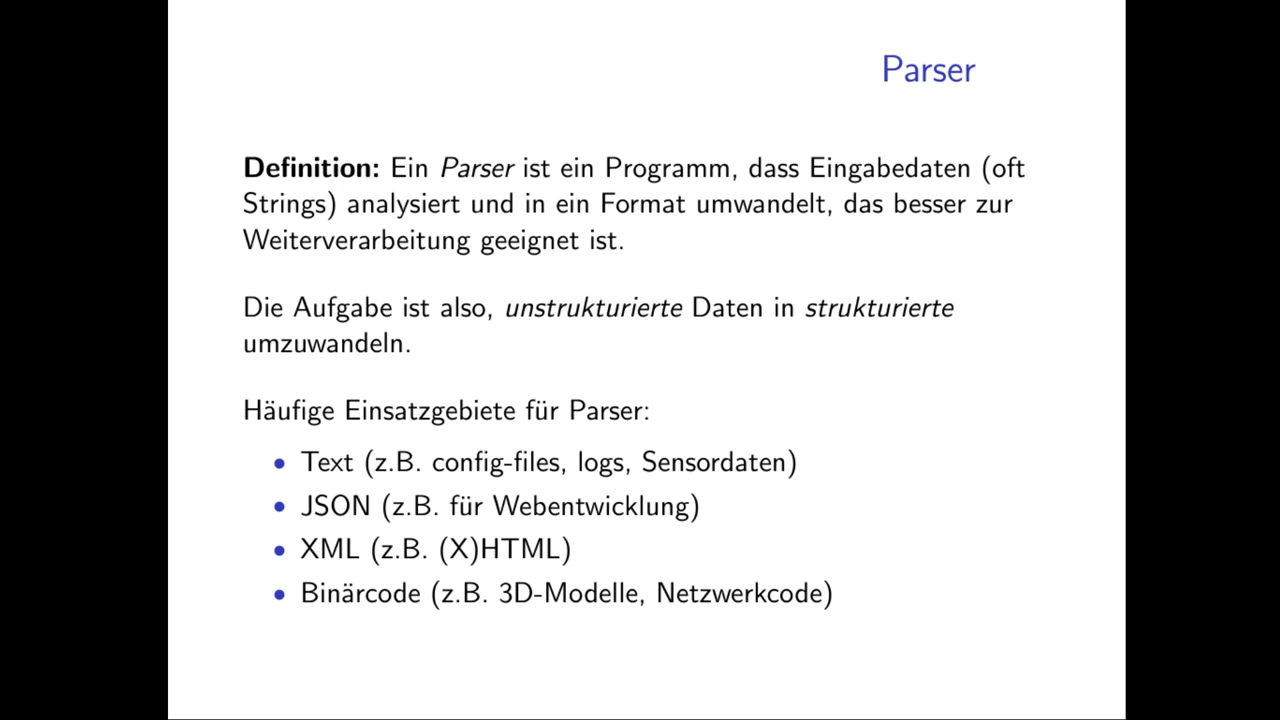 Parser
Definition: Ein Parser ist ein Programm, dass Eingabedaten (oft
Strings) analysiert und in ein Format umwandelt, das besser zur
Weiterverarbeitung geeignet ist.
Die Aufgabe ist also, unstrukturierte Daten in strukturierte
umzuwandeln.
Häufige Einsatzgebiete für Parser:
• Text (z.B. config-files, logs, Sensordaten)
• JSON (z.B. für Webentwicklung)
• XML (z.B. (X)HTML)
• Binärcode (z.B. 3D-Modelle, Netzwerkcode)